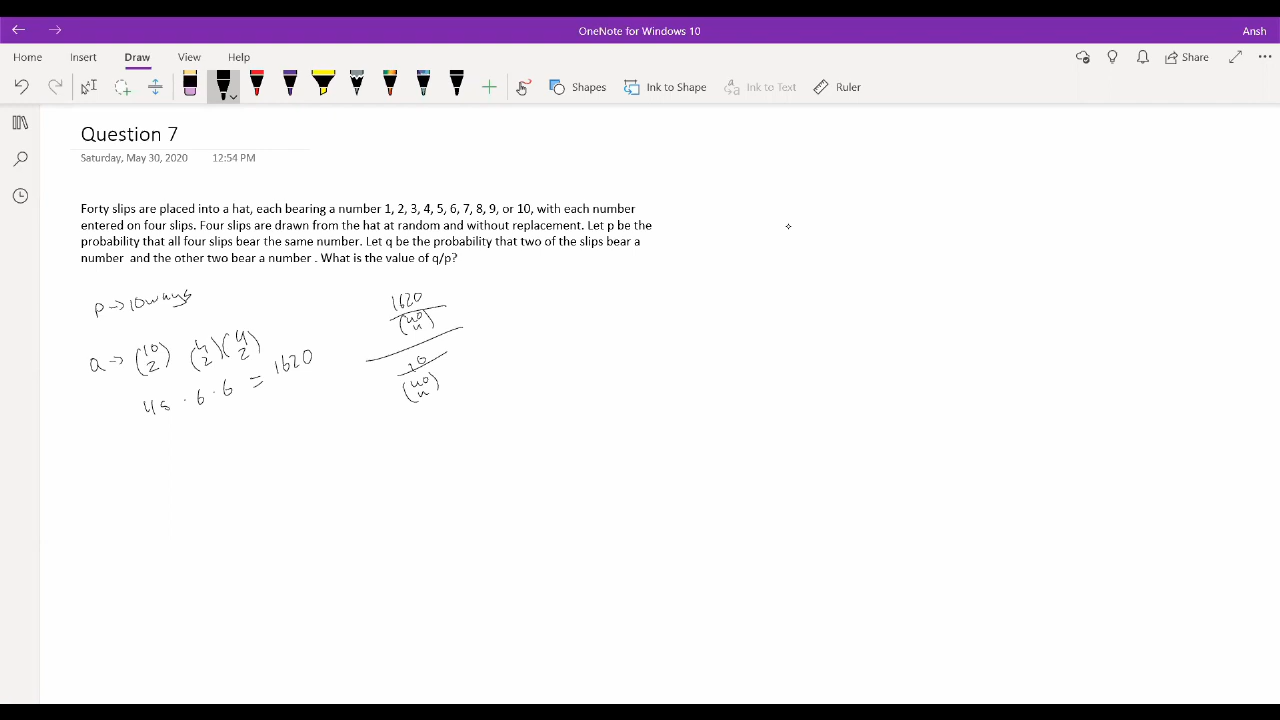 OneNote for Windows 10
Ansh
Home Insert Draw View Help
Share
Shapes Ink to Shape Ink to Text Ruler
Question 7
Saturday, May 30, 2020 12:54 PM
Forty slips are placed into a hat, each bearing a number 1, 2, 3, 4, 5, 6, 7, 8, 9, or 10, with each number
entered on four slips. Four slips are drawn from the hat at random and without replacement. Let p be the
probability that all four slips bear the same number. Let q be the probability that two of the slips bear a
number and the other two bear a number . What is the value of q/p?
p → 10 ways
q → (10 2) (4 2) (4 2)
45 · 6 · 6 = 1620
1620
(40 4)
10
(40 4)